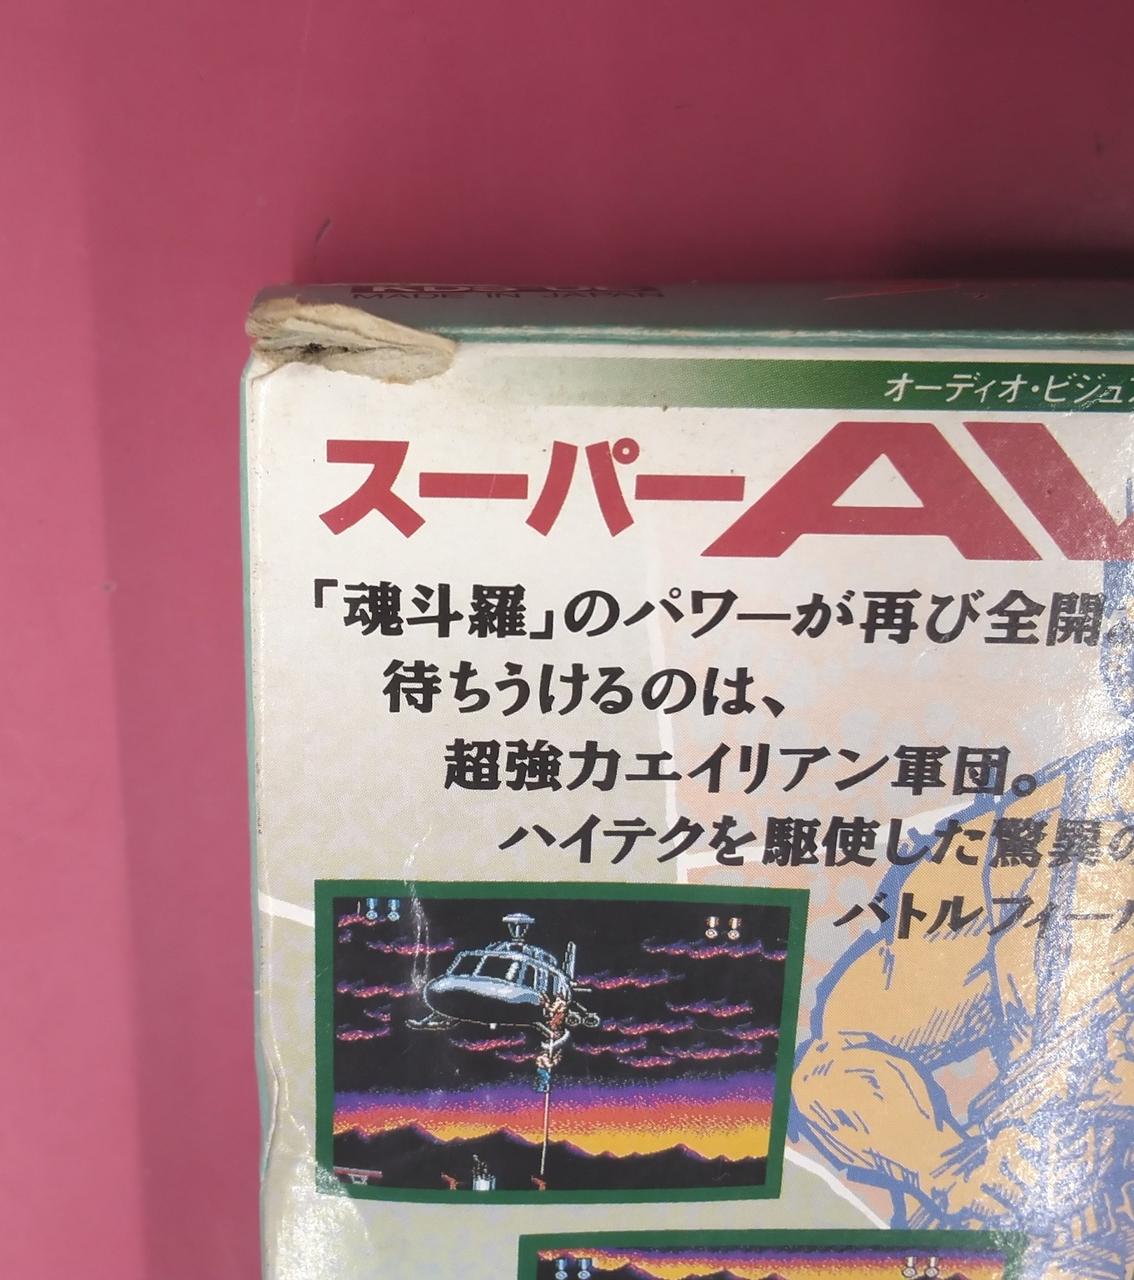 MADE IN JAPAN
オーディオ・ビジュア
スーパーAV
「魂斗羅」のパワーが再び全開。
待ちうけるのは、
超強力エイリアン軍団。
ハイテクを駆使した驚異の
バトルフィール